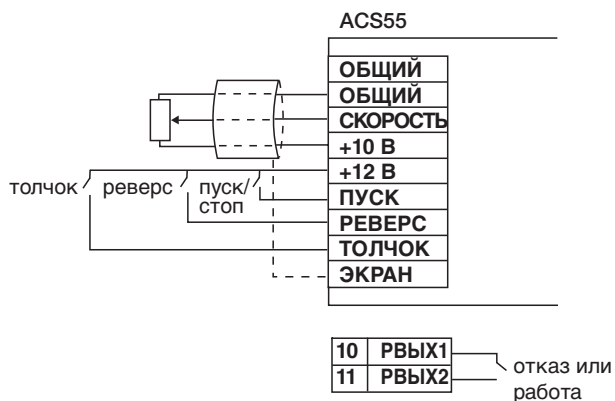 ACS55
ОБЩИЙ
ОБЩИЙ
СКОРОСТЬ
+10 В
+12 В
ПУСК
РЕВЕРС
ТОЛЧОК
ЭКРАН
толчок
реверс
пуск/
стоп
10 РВЫХ1
11 РВЫХ2
отказ или
работа